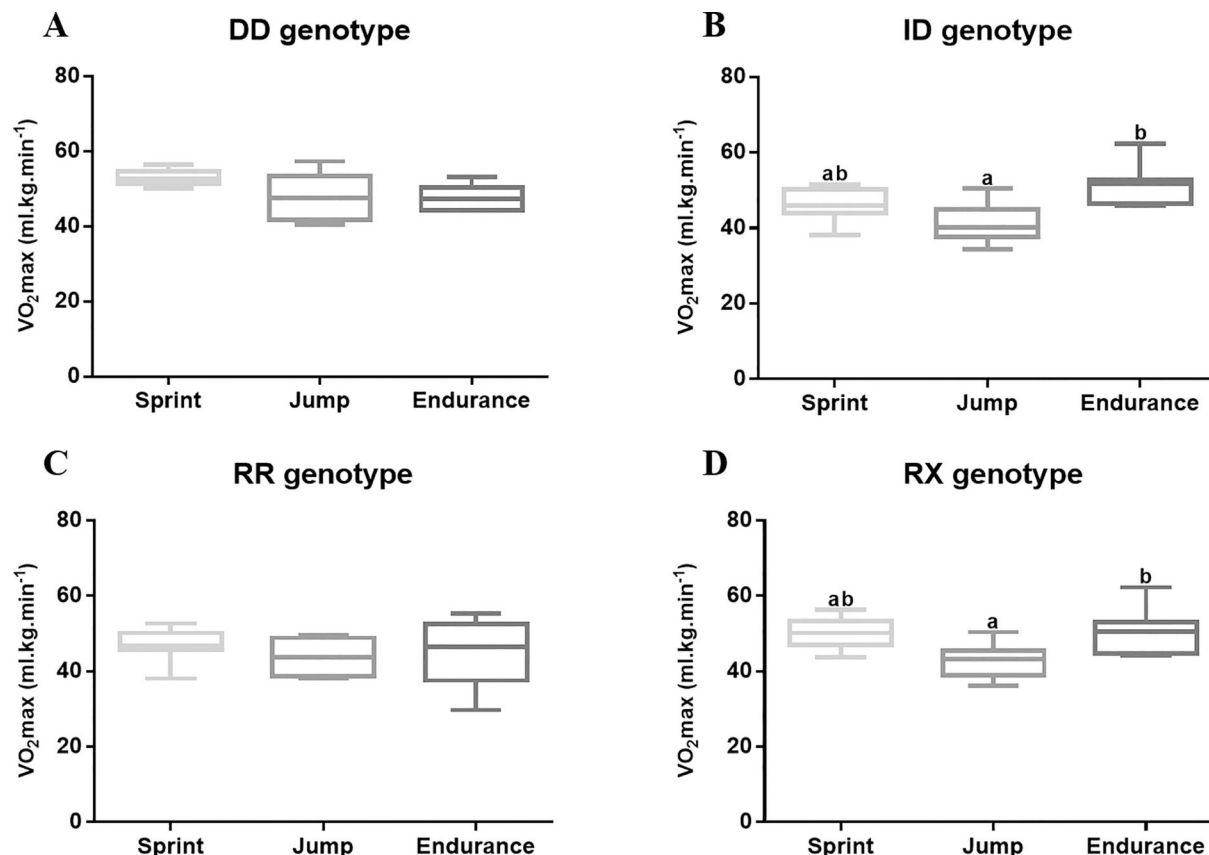 A
DD genotype
80
60
40
20
0
VO₂max (ml.kg.min⁻¹)
Sprint Jump Endurance
B
ID genotype
80
60
40
20
0
VO₂max (ml.kg.min⁻¹)
ab
a
b
Sprint Jump Endurance
C
RR genotype
80
60
40
20
0
VO₂max (ml.kg.min⁻¹)
Sprint Jump Endurance
D
RX genotype
80
60
40
20
0
VO₂max (ml.kg.min⁻¹)
ab
a
b
Sprint Jump Endurance